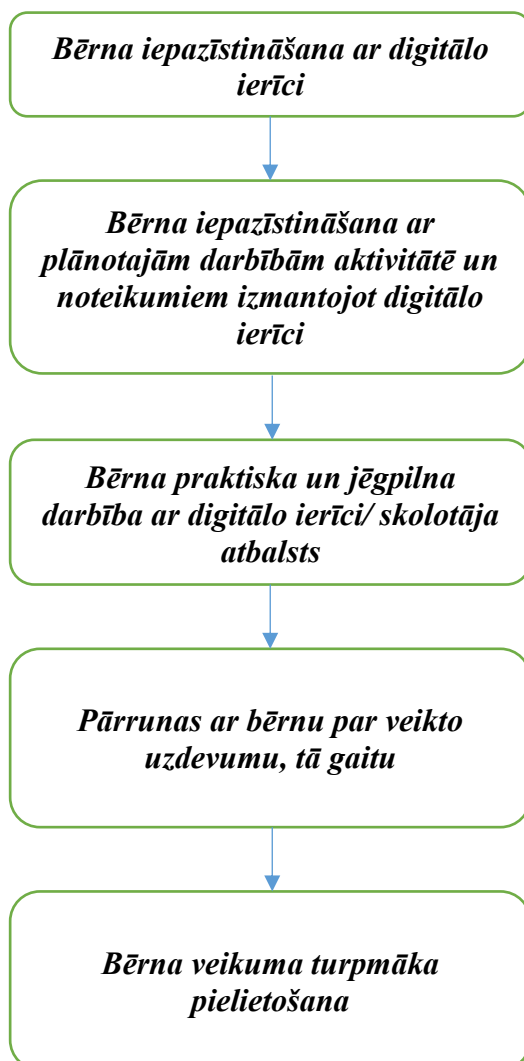 Bērna iepazīstināšana ar digitālo
ierīci
Bērna iepazīstināšana ar
plānotajām darbībām aktivitātē un
noteikumiem izmantojot digitālo
ierīci
Bērna praktiska un jēgpilna
darbība ar digitālo ierīci/ skolotāja
atbalsts
Pārrunas ar bērnu par veikto
uzdevumu, tā gaitu
Bērna veikuma turpmāka
pielietošana